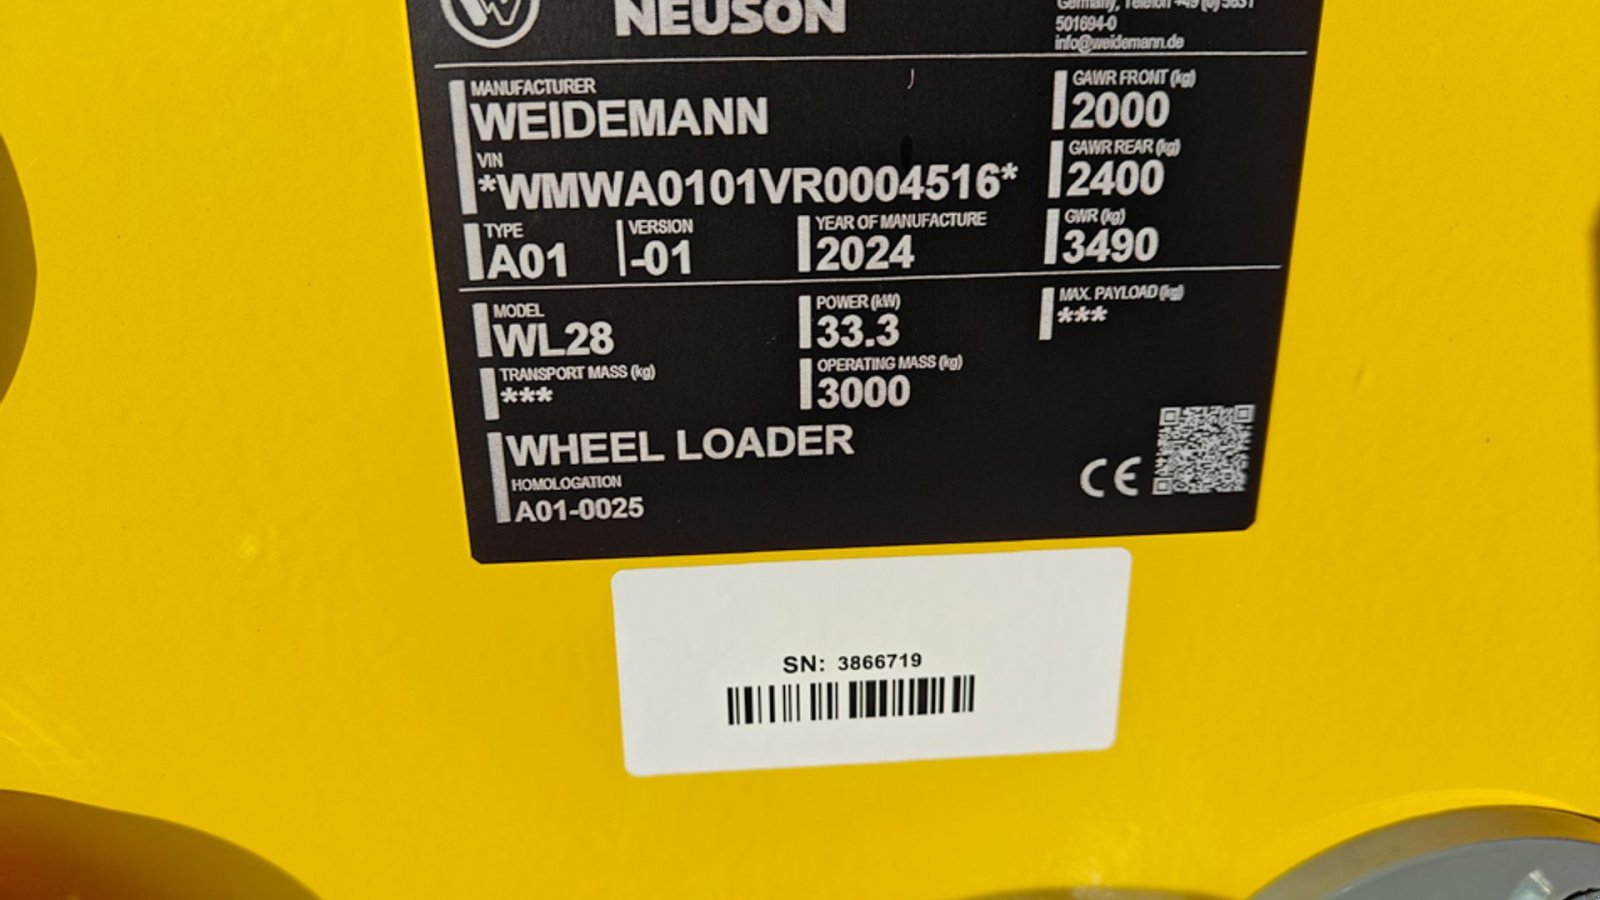 NEUSON
Germany, Telefon +49 (0) 5631
501694-0
info@weidemann.de
MANUFACTURER
WEIDEMANN
VIN
*WMWA0101VR0004516*
TYPE
A01
VERSION
-01
YEAR OF MANUFACTURE
2024
GAWR FRONT (kg)
2000
GAWR REAR (kg)
2400
GWR (kg)
3490
MODEL
WL28
POWER (kW)
33.3
MAX. PAYLOAD (kg)
***
TRANSPORT MASS (kg)
***
OPERATING MASS (kg)
3000
WHEEL LOADER
HOMOLOGATION
A01-0025
CE
SN: 3866719